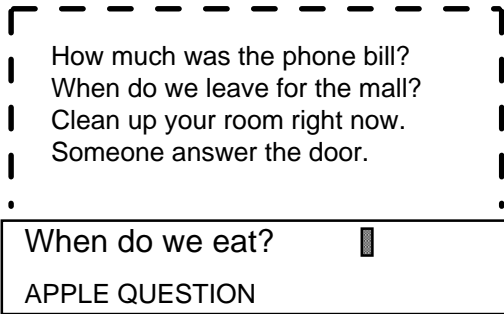 How much was the phone bill?
When do we leave for the mall?
Clean up your room right now.
Someone answer the door.
When do we eat?
APPLE QUESTION